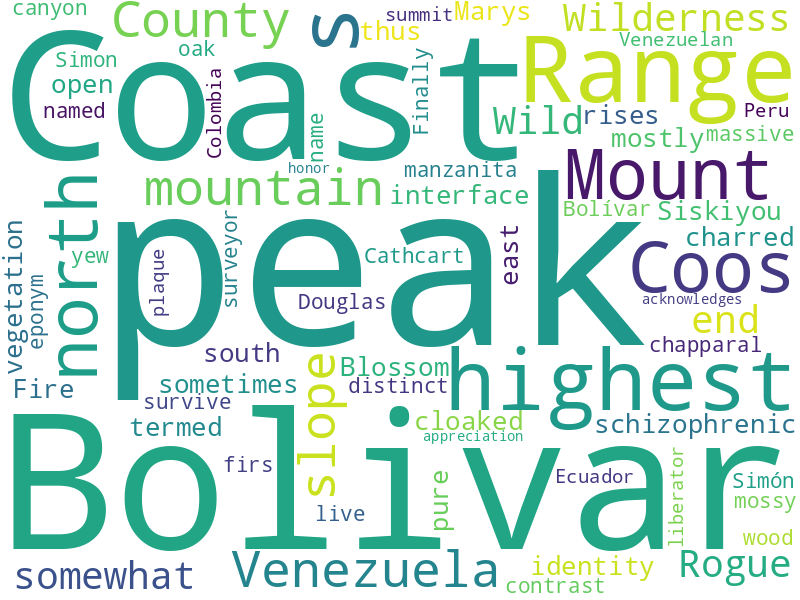 canyon
County
s
summit
Marys
Wilderness
thus
Venezuelan
Simon
oak
Coast
Range
open
named
Colombia
name
Finally
Wild
rises
Peru
mostly
massive
honor
manzanita
Mount
mountain
interface
Bolívar
Siskiyou
north
peak
vegetation
yew
eponym
plaque
surveyor
Cathcart
east
charred
Coos
Douglas
acknowledges
end
south
chapparal
Blossom
highest
Fire
sometimes
slope
distinct
survive
cloaked
schizophrenic
termed
appreciation
Bolivar
firs
live
pure
Ecuador
liberator
Simón
mossy
wood
somewhat
Venezuela
identity
contrast
Rogue